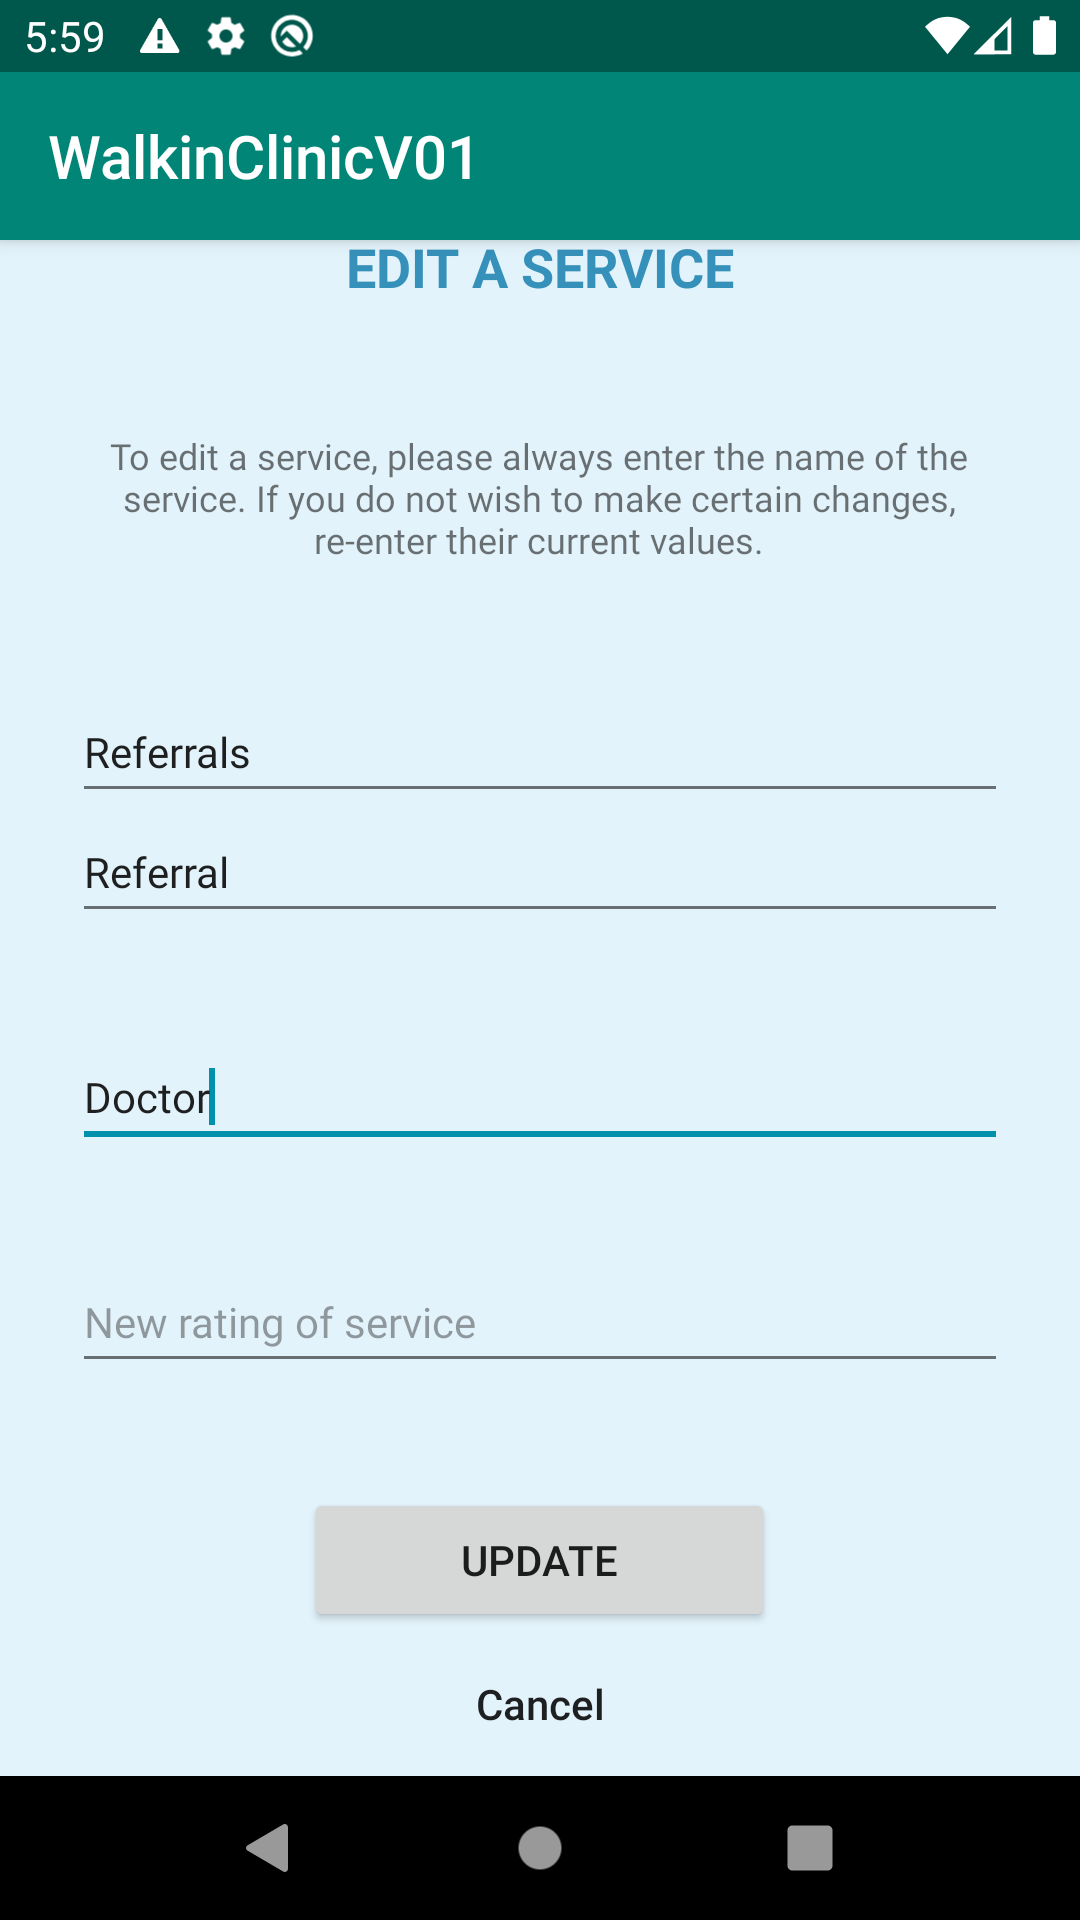 5:59
WalkinClinicV01
EDIT A SERVICE
To edit a service, please always enter the name of the
service. If you do not wish to make certain changes,
re-enter their current values.
Referrals
Referral
Doctor
New rating of service
UPDATE
Cancel